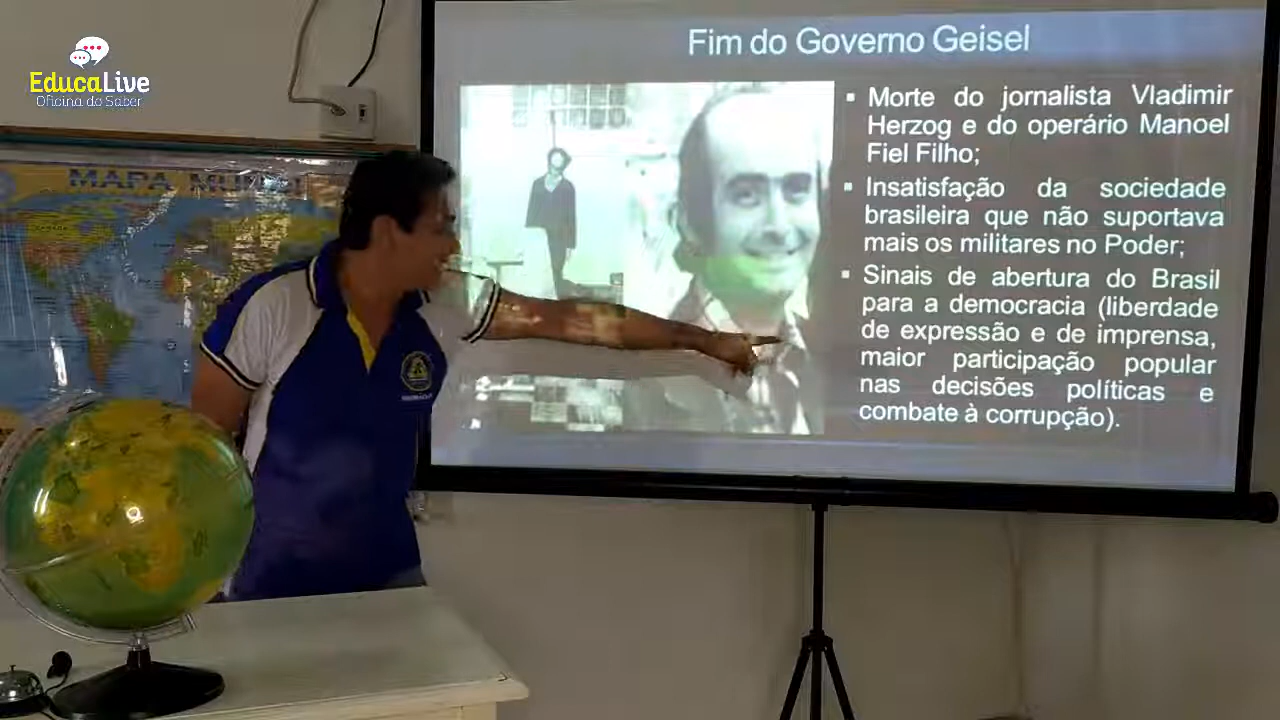 EducaLive
Oficina do Saber
MAPA MUNDI
Fim do Governo Geisel
▪ Morte do jornalista Vladimir
Herzog e do operário Manoel
Fiel Filho;
▪ Insatisfação da sociedade
brasileira que não suportava
mais os militares no Poder;
▪ Sinais de abertura do Brasil
para a democracia (liberdade
de expressão e de imprensa,
maior participação popular
nas decisões políticas e
combate à corrupção).